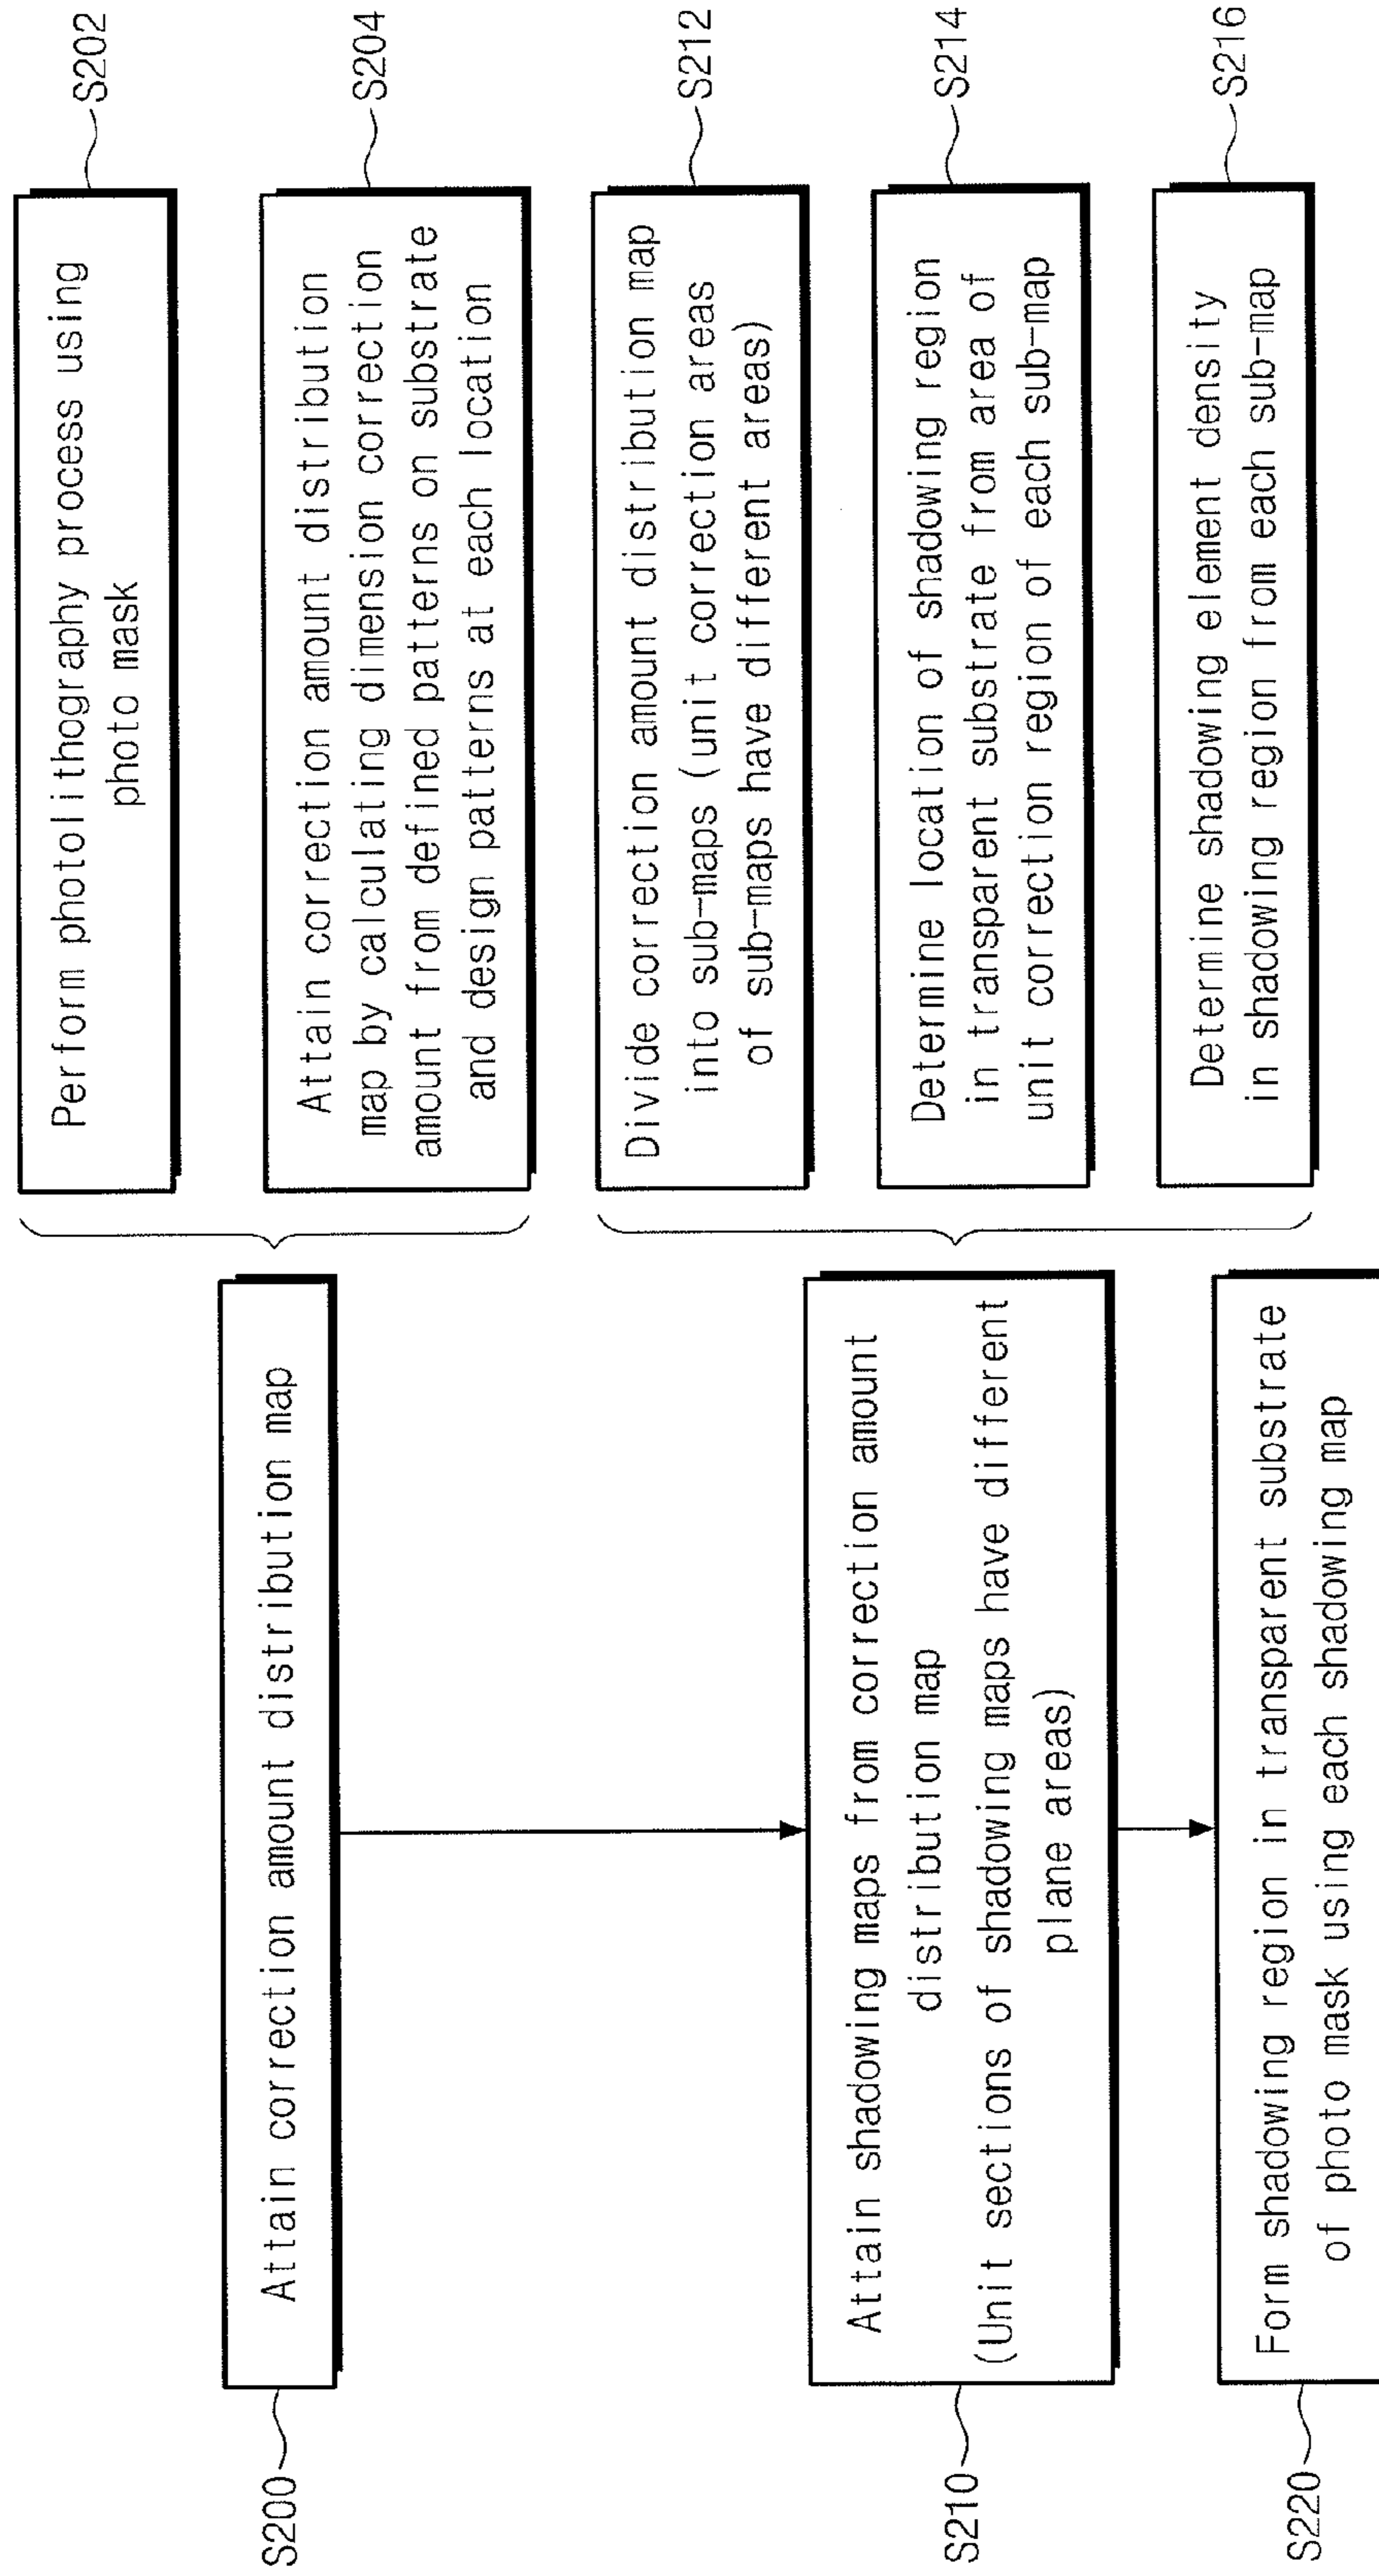 S200
Attain correction amount distribution map
Perform photolithography process using
photo mask
S202
Attain correction amount distribution
map by calculating dimension correction
amount from defined patterns on substrate
and design patterns at each location
S204
S210
Attain shadowing maps from correction amount
distribution map
(Unit sections of shadowing maps have different
plane areas)
Divide correction amount distribution map
into sub-maps (unit correction areas
of sub-maps have different areas)
S212
Determine location of shadowing region
in transparent substrate from area of
unit correction region of each sub-map
S214
Determine shadowing element density
in shadowing region from each sub-map
S216
S220
Form shadowing region in transparent substrate
of photo mask using each shadowing map